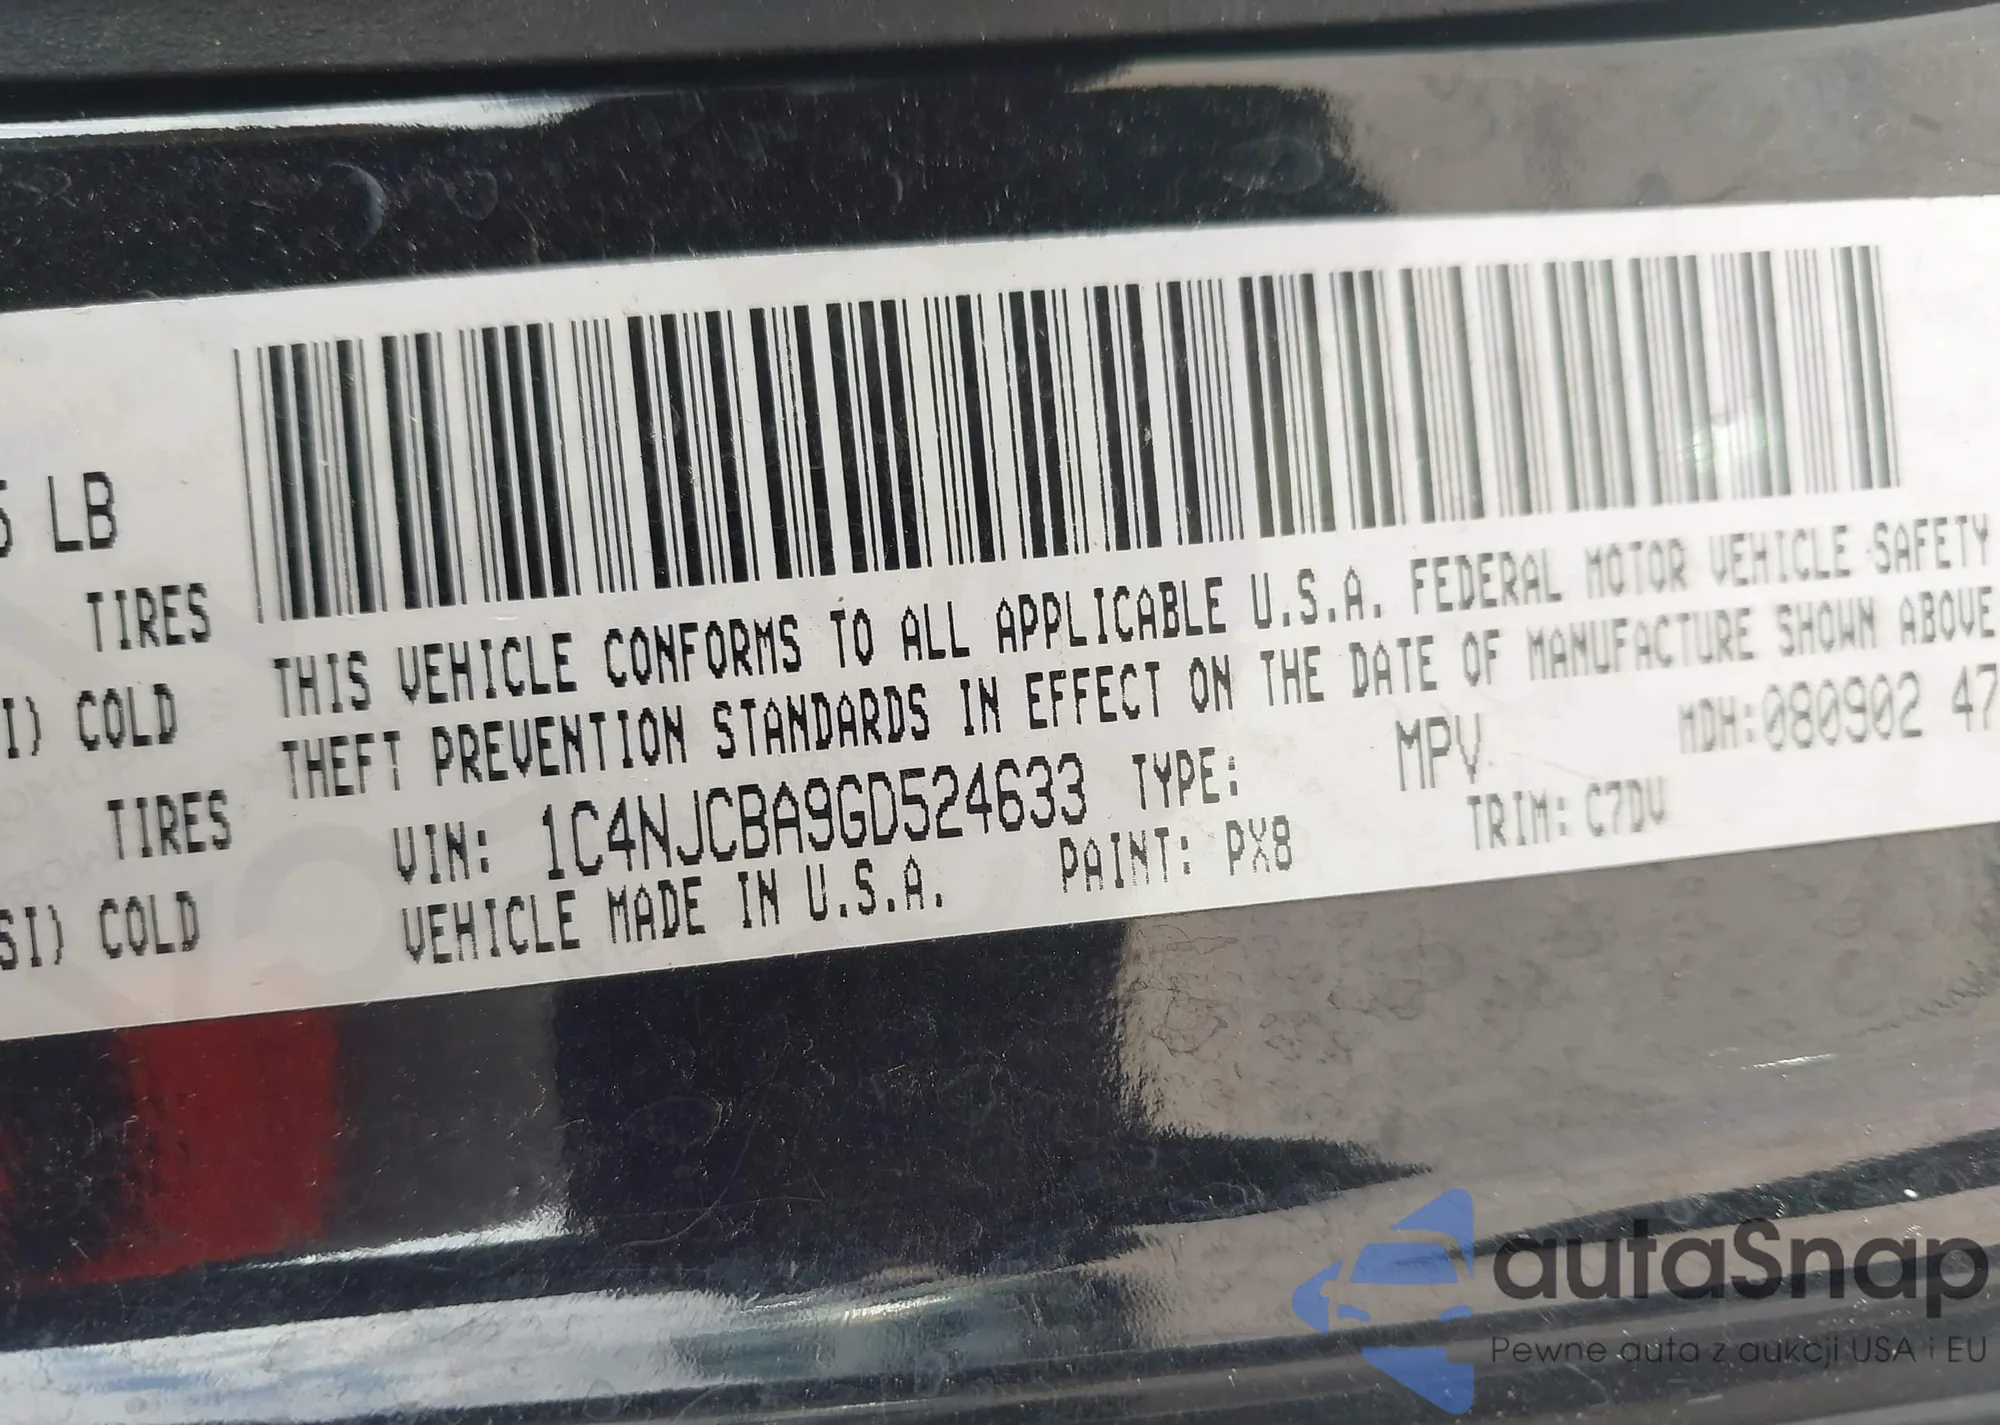 5 LB
TIRES
I) COLD
TIRES
SI) COLD
THIS VEHICLE CONFORMS TO ALL APPLICABLE U.S.A. FEDERAL MOTOR VEHICLE SAFETY
THEFT PREVENTION STANDARDS IN EFFECT ON THE DATE OF MANUFACTURE SHOWN ABOVE
VIN: 1C4NJCBA9GD524633 TYPE: MPV MDH:080902 47
VEHICLE MADE IN U.S.A. PAINT: PX8 TRIM: C7DV
autaSnap
Pewne auta z aukcji USA i EU